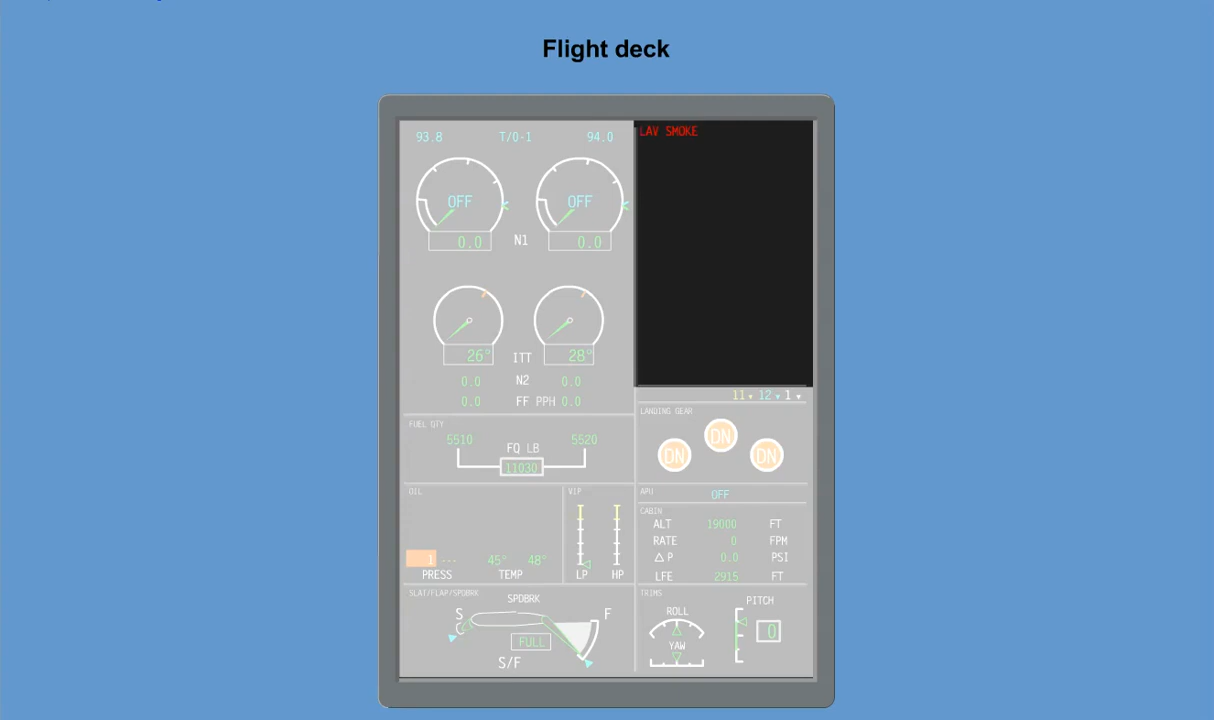 Flight deck
93.8 T/O-1 94.0
LAV SMOKE
OFF OFF
0.0 N1 0.0
26° ITT 28°
0.0 N2 0.0
0.0 FF PPH 0.0
11 12 1
LANDING GEAR
DN DN DN
FUEL QTY
5510 FQ LB 5520
11030
OIL
1 --- 45° 48°
PRESS TEMP
VIB
LP HP
APU OFF
CABIN
ALT 19000 FT
RATE 0 FPM
△ P 0.0 PSI
LFE 2915 FT
SLAT/FLAP/SPDBRK
SPDBRK
S F
FULL
S/F
TRIMS
ROLL
YAW
PITCH
0